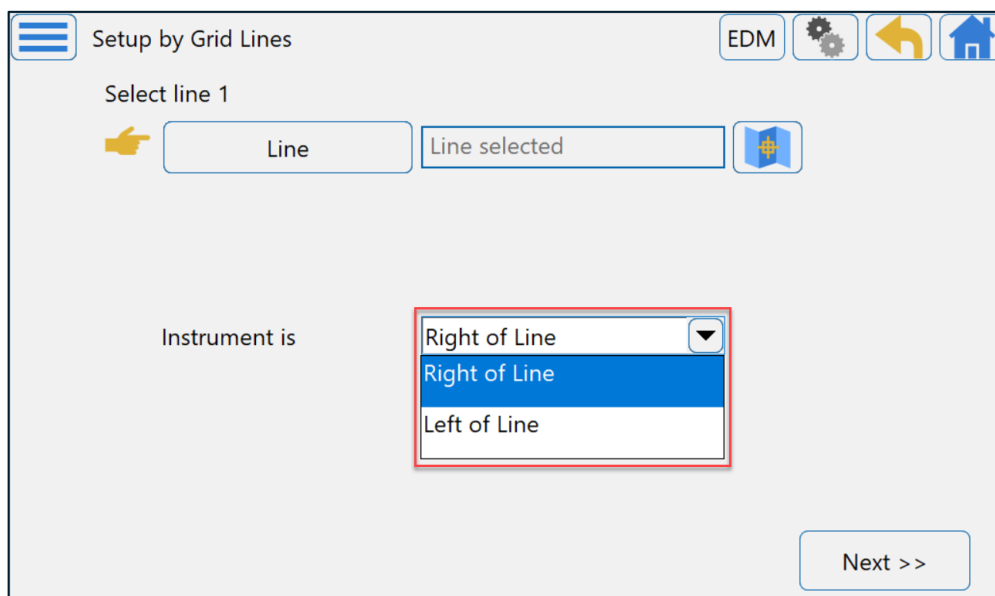 Setup by Grid Lines EDM
Select line 1
Line Line selected
Instrument is Right of Line
Right of Line
Left of Line
Next >>